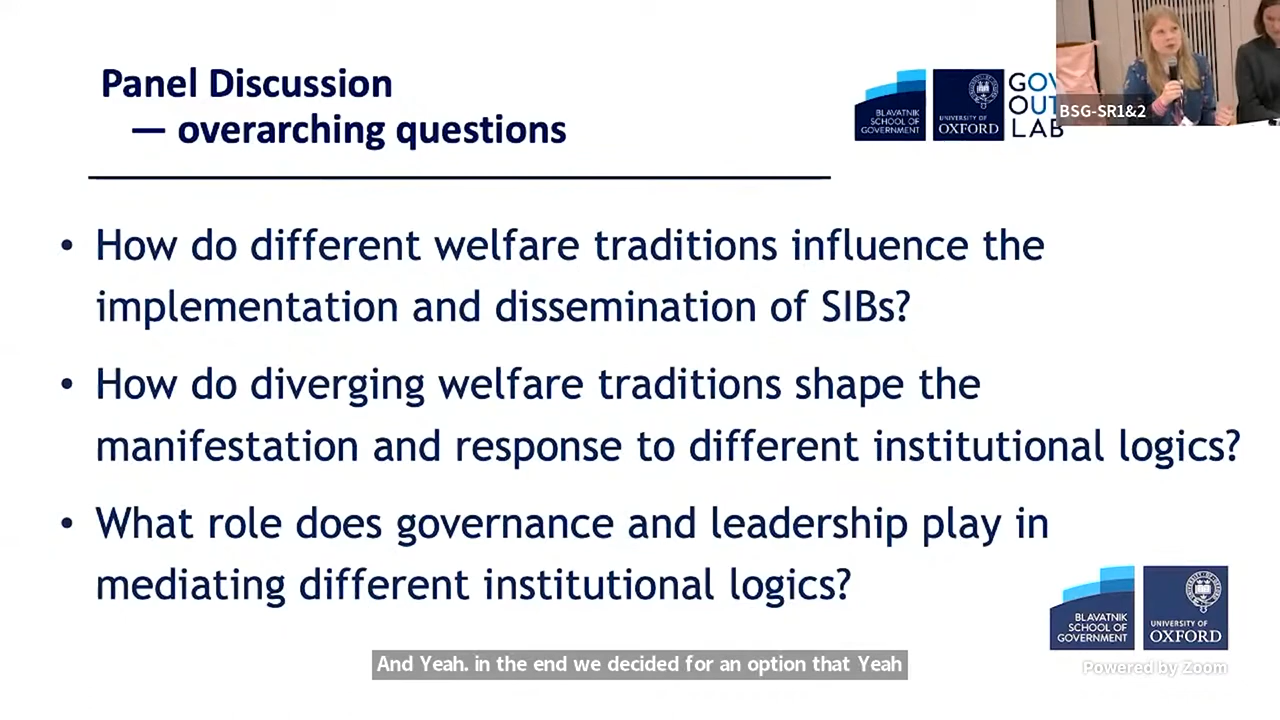 Panel Discussion
— overarching questions
BLAVATNIK
SCHOOL OF
GOVERNMENT
UNIVERSITY OF
OXFORD
GOV
OUT
LAB
BSG-SR1&2
• How do different welfare traditions influence the
implementation and dissemination of SIBs?
• How do diverging welfare traditions shape the
manifestation and response to different institutional logics?
• What role does governance and leadership play in
mediating different institutional logics?
BLAVATNIK
SCHOOL OF
GOVERNMENT
UNIVERSITY OF
OXFORD
And Yeah. in the end we decided for an option that Yeah
Powered by Zoom